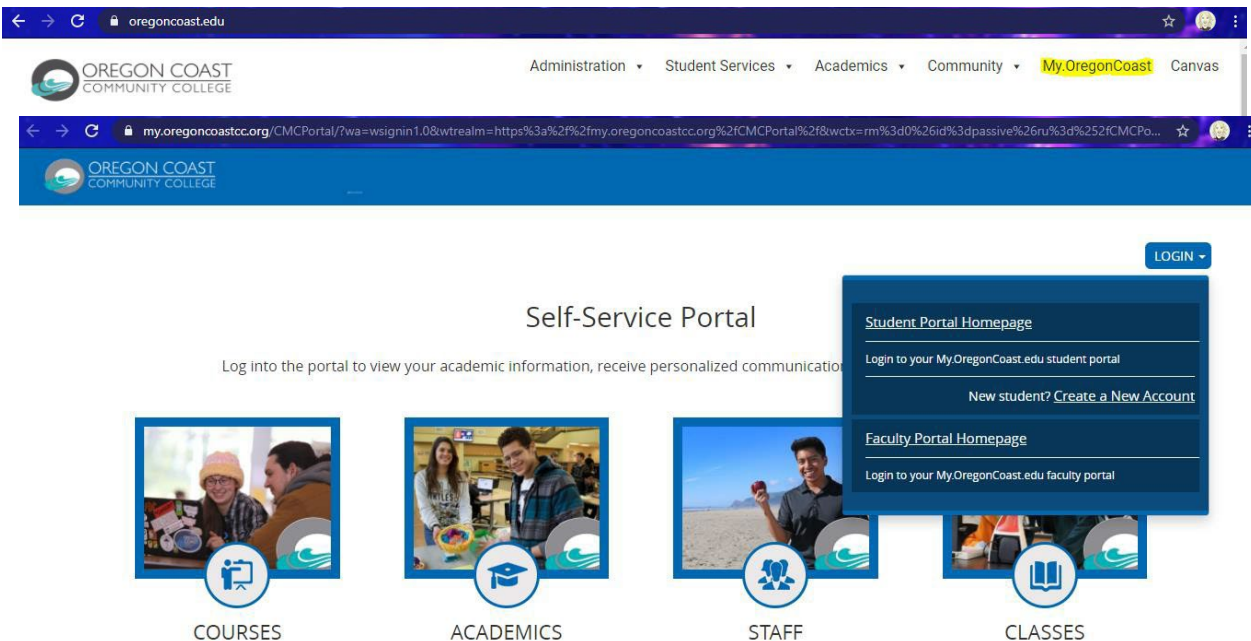 oregoncoast.edu
OREGON COAST
COMMUNITY COLLEGE
Administration Student Services Academics Community My.OregonCoast Canvas
my.oregoncoastcc.org/CMCPortal/?wa=wsignin1.0&wtrealm=https%3a%2f%2fmy.oregoncoastcc.org%2fCMCPortal%2f&wctx=rm%3d0%26id%3dpassive%26ru%3d%252fCMCPo...
OREGON COAST
COMMUNITY COLLEGE
LOGIN
Self-Service Portal
Log into the portal to view your academic information, receive personalized communication
Student Portal Homepage
Login to your My.OregonCoast.edu student portal
New student? Create a New Account
Faculty Portal Homepage
Login to your My.OregonCoast.edu faculty portal
COURSES
ACADEMICS
STAFF
CLASSES